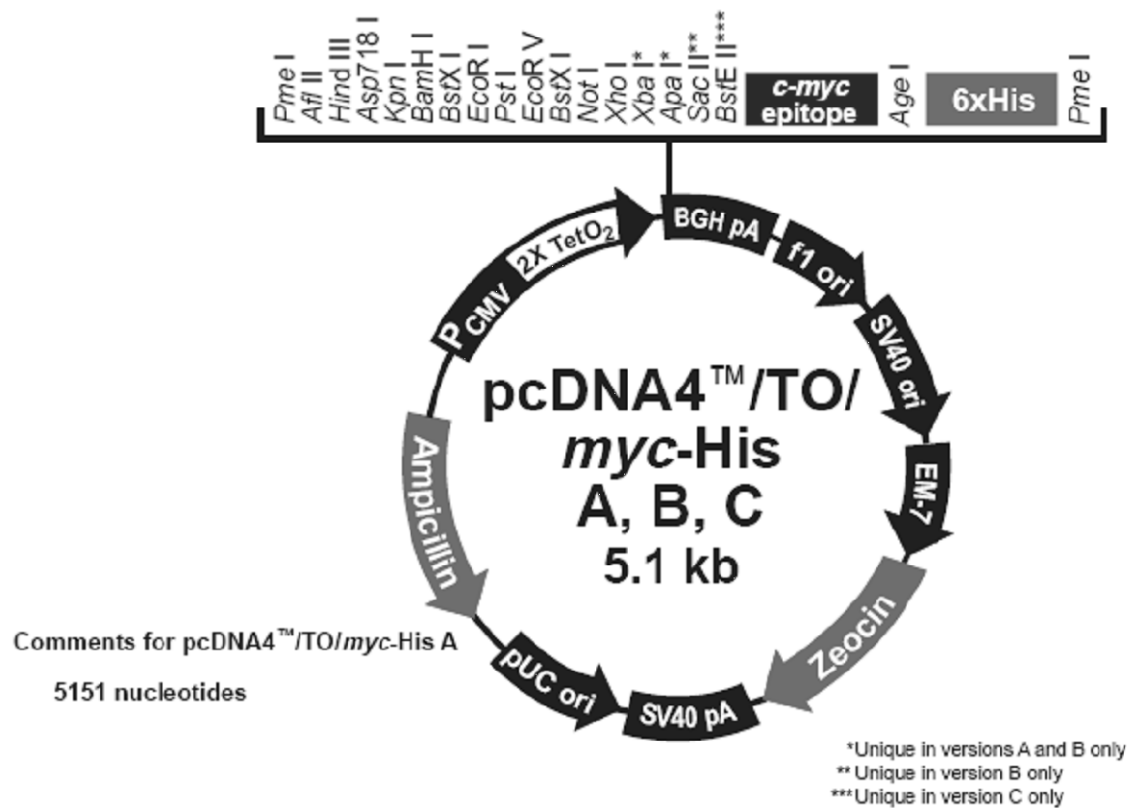 Pme I
Afl II
Hind III
Asp718 I
Kpn I
BamH I
BstX I
EcoR I
Pst I
EcoR V
BstX I
Not I
Xho I
Xba I*
Apa I*
Sac II**
BstE II***
c-myc
epitope
Age I
6xHis
Pme I
BGH pA
f1 ori
SV40 ori
EM-7
Zeocin
SV40 pA
pUC ori
Ampicillin
PCMV
2X TetO₂
pcDNA4™/TO/
myc-His
A, B, C
5.1 kb
Comments for pcDNA4™/TO/myc-His A
5151 nucleotides
*Unique in versions A and B only
** Unique in version B only
*** Unique in version C only